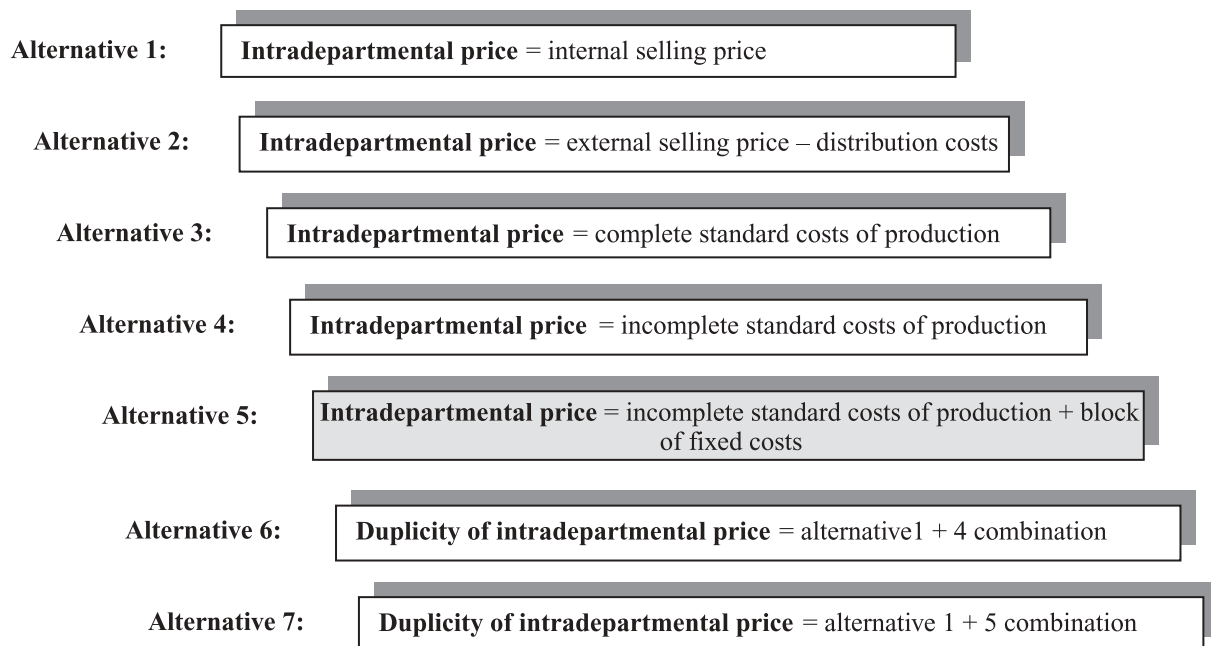 Alternative 1: Intradepartmental price = internal selling price
Alternative 2: Intradepartmental price = external selling price – distribution costs
Alternative 3: Intradepartmental price = complete standard costs of production
Alternative 4: Intradepartmental price = incomplete standard costs of production
Alternative 5: Intradepartmental price = incomplete standard costs of production + block
of fixed costs
Alternative 6: Duplicity of intradepartmental price = alternative1 + 4 combination
Alternative 7: Duplicity of intradepartmental price = alternative 1 + 5 combination